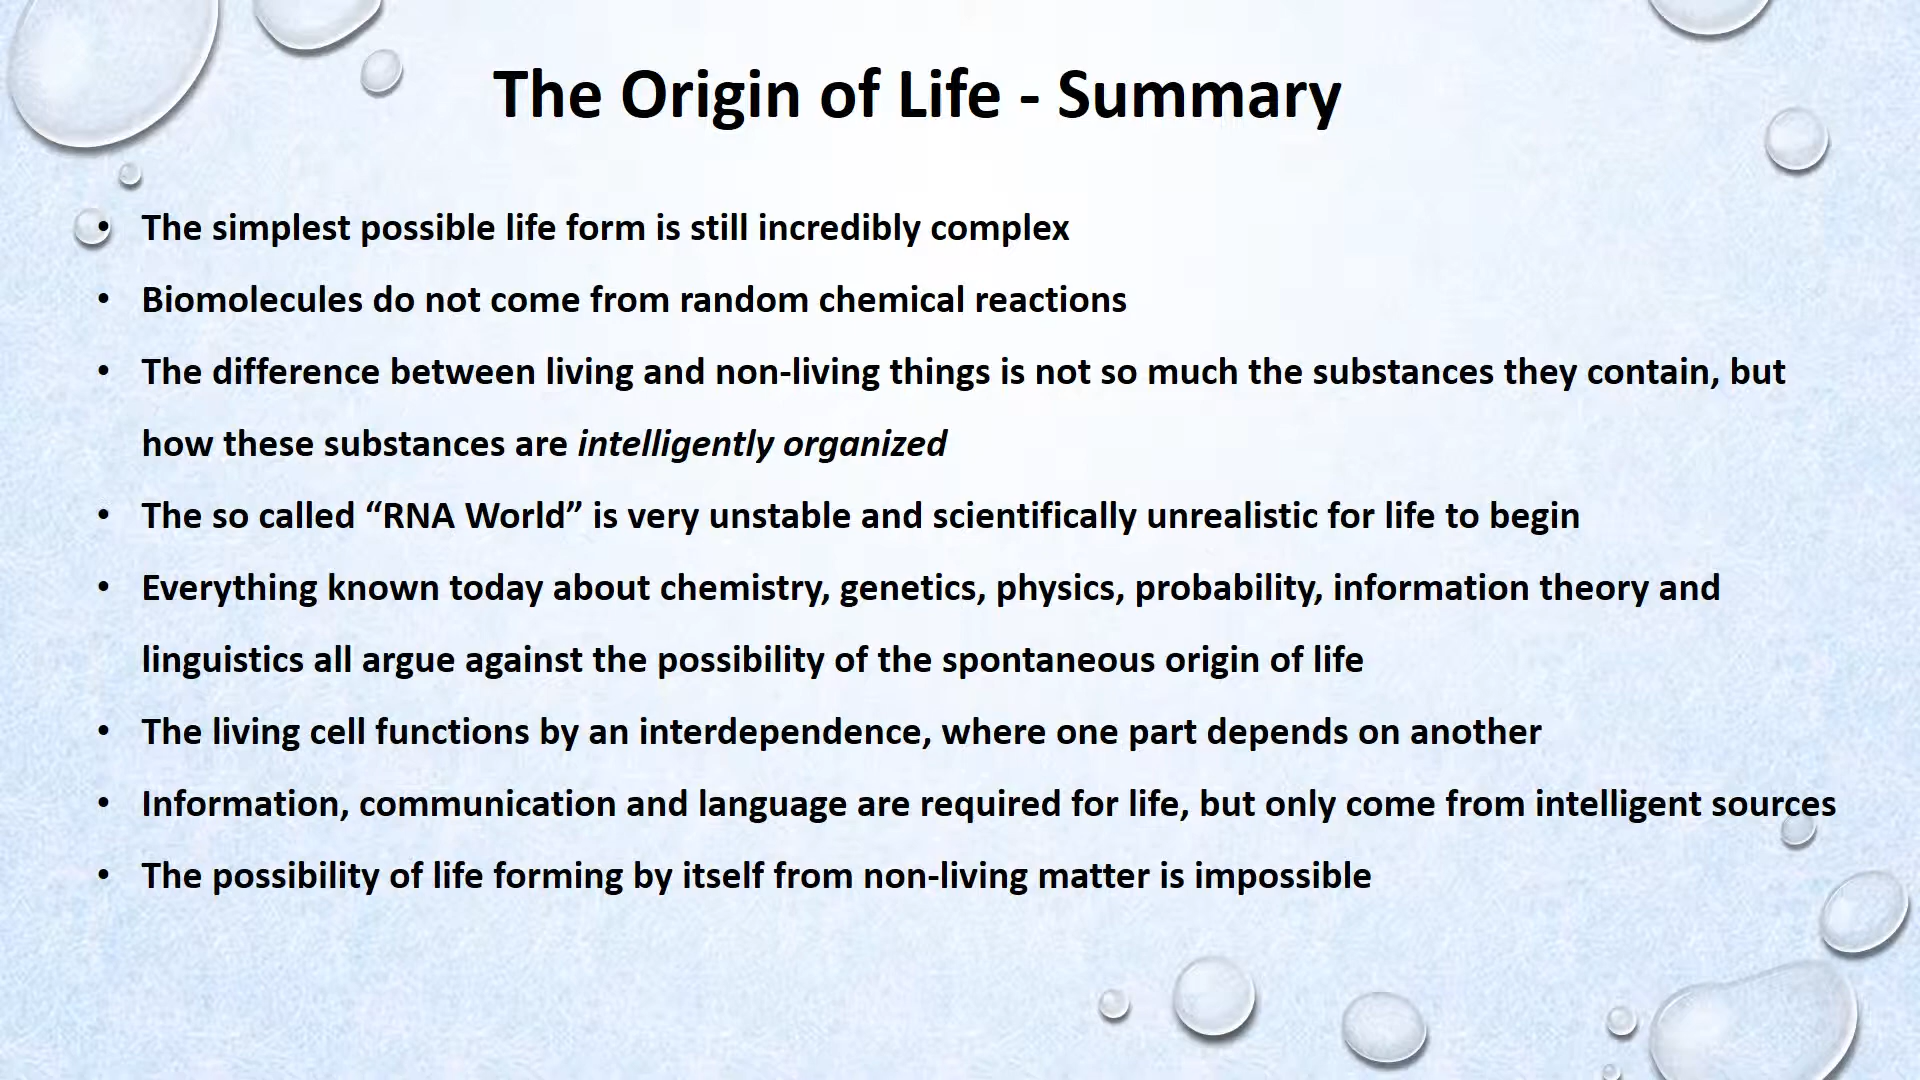 The Origin of Life - Summary
• The simplest possible life form is still incredibly complex
• Biomolecules do not come from random chemical reactions
• The difference between living and non-living things is not so much the substances they contain, but
how these substances are intelligently organized
• The so called “RNA World” is very unstable and scientifically unrealistic for life to begin
• Everything known today about chemistry, genetics, physics, probability, information theory and
linguistics all argue against the possibility of the spontaneous origin of life
• The living cell functions by an interdependence, where one part depends on another
• Information, communication and language are required for life, but only come from intelligent sources
• The possibility of life forming by itself from non-living matter is impossible